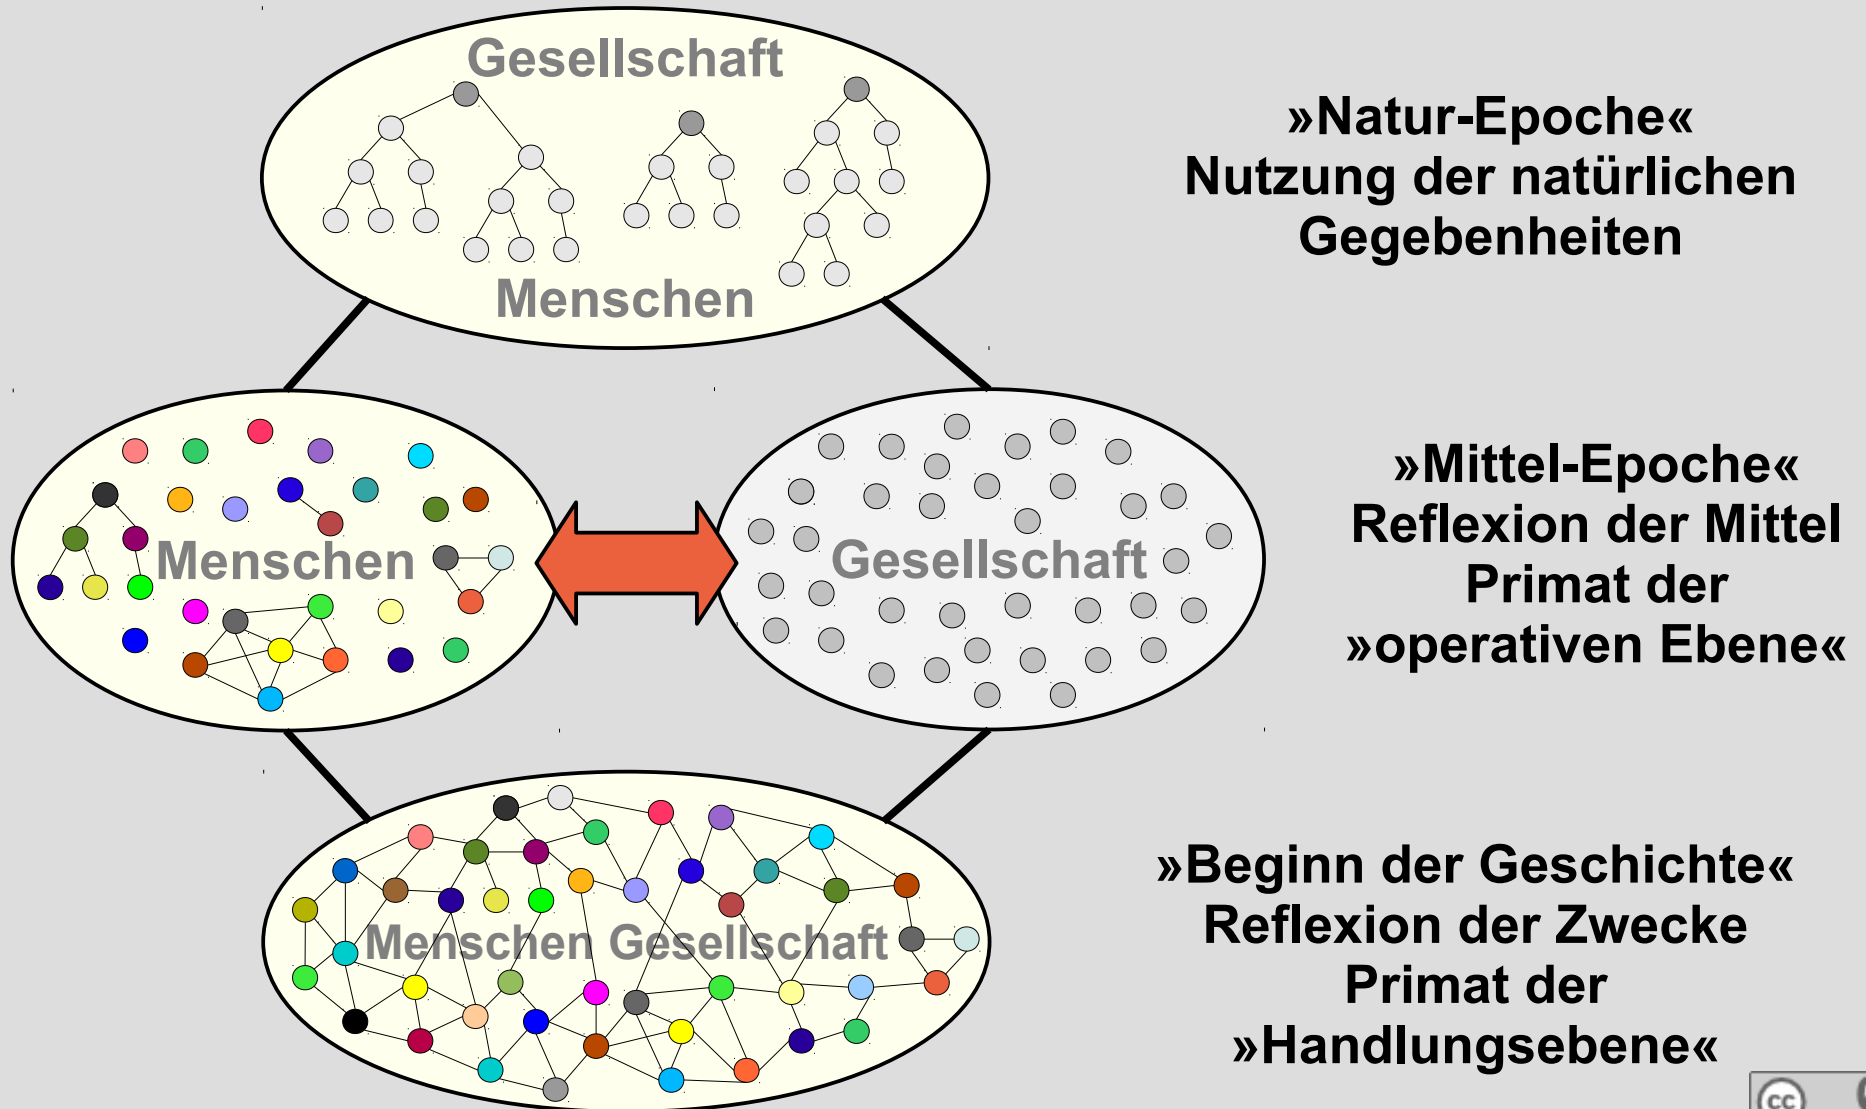 Gesellschaft
Menschen
»Natur-Epoche«
Nutzung der natürlichen
Gegebenheiten
Menschen
Gesellschaft
»Mittel-Epoche«
Reflexion der Mittel
Primat der
»operativen Ebene«
Menschen Gesellschaft
»Beginn der Geschichte«
Reflexion der Zwecke
Primat der
»Handlungsebene«
cc